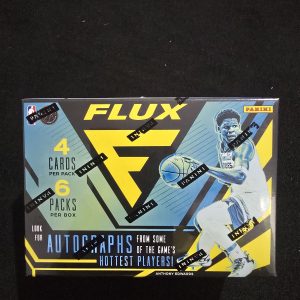 FLUX
PANINI
4
CARDS
PER PACK
6
PACKS
PER BOX
LOOK
FOR
AUTOGRAPHS
FROM SOME
OF THE GAME'S
HOTTEST PLAYERS!
ANTHONY EDWARDS
PANINI